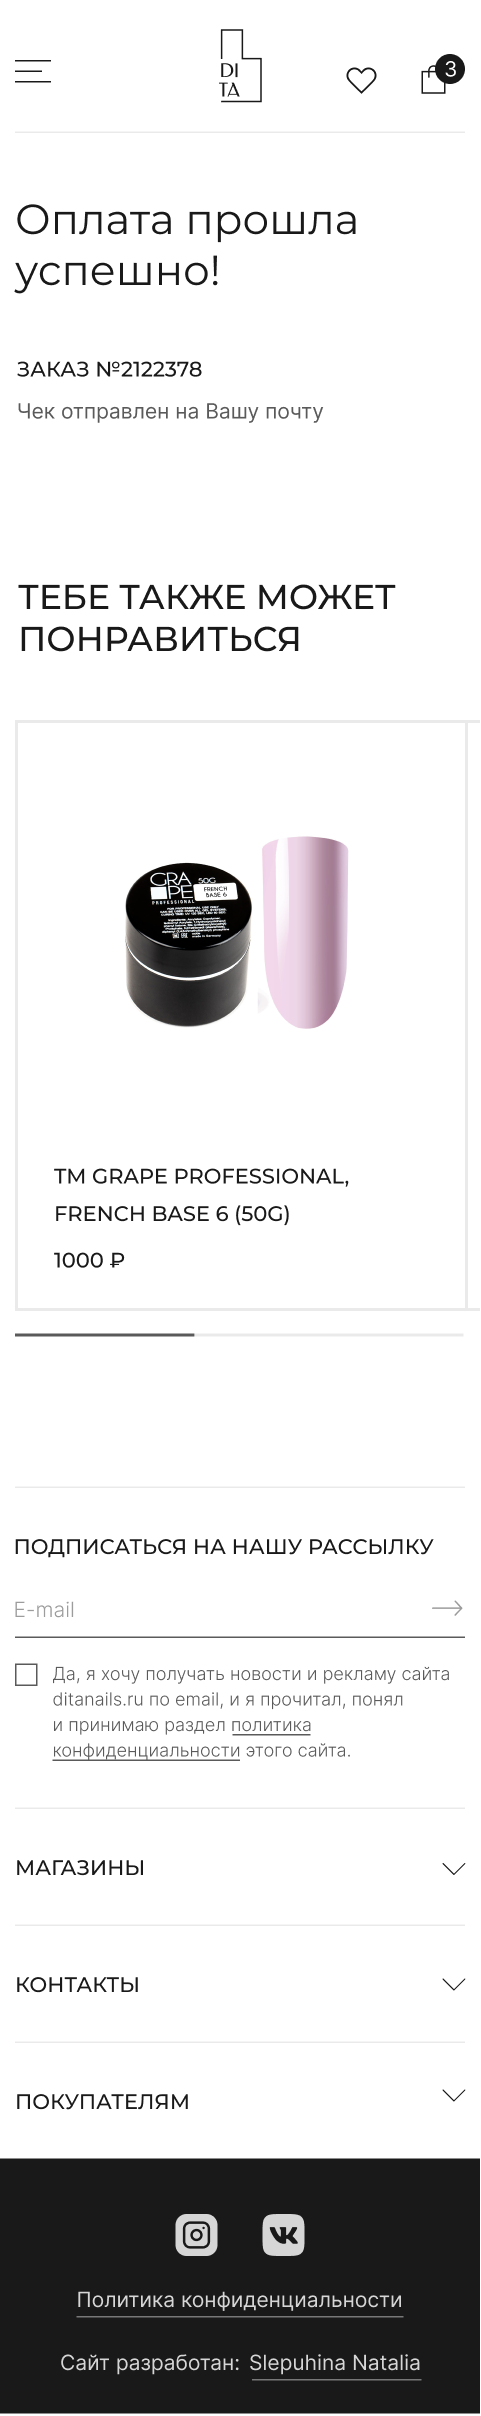 DI
TA
3
Оплата прошла
успешно!
ЗАКАЗ №2122378
Чек отправлен на Вашу почту
ТЕБЕ ТАКЖЕ МОЖЕТ
ПОНРАВИТЬСЯ
GRA
PE
PROFESSIONAL
50G
FRENCH
BASE 6
TM GRAPE PROFESSIONAL,
FRENCH BASE 6 (50G)
1000 ₽
ПОДПИСАТЬСЯ НА НАШУ РАССЫЛКУ
E-mail
Да, я хочу получать новости и рекламу сайта
ditanails.ru по email, и я прочитал, понял
и принимаю раздел политика
конфиденциальности этого сайта.
МАГАЗИНЫ
КОНТАКТЫ
ПОКУПАТЕЛЯМ
Политика конфиденциальности
Сайт разработан: Slepuhina Natalia